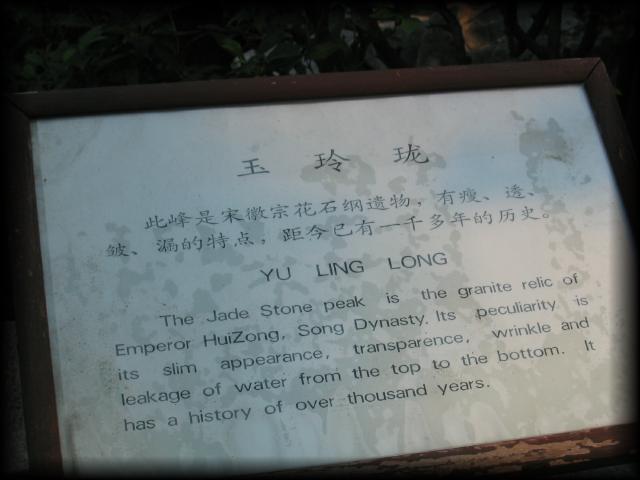 玉 玲 珑
此峰是宋徽宗花石纲遗物，有瘦、透、
皱、漏的特点，距今已有一千多年的历史。
YU LING LONG
The Jade Stone peak is the granite relic of
Emperor HuiZong, Song Dynasty. Its peculiarity is
its slim appearance, transparence, wrinkle and
leakage of water from the top to the bottom. It
has a history of over thousand years.